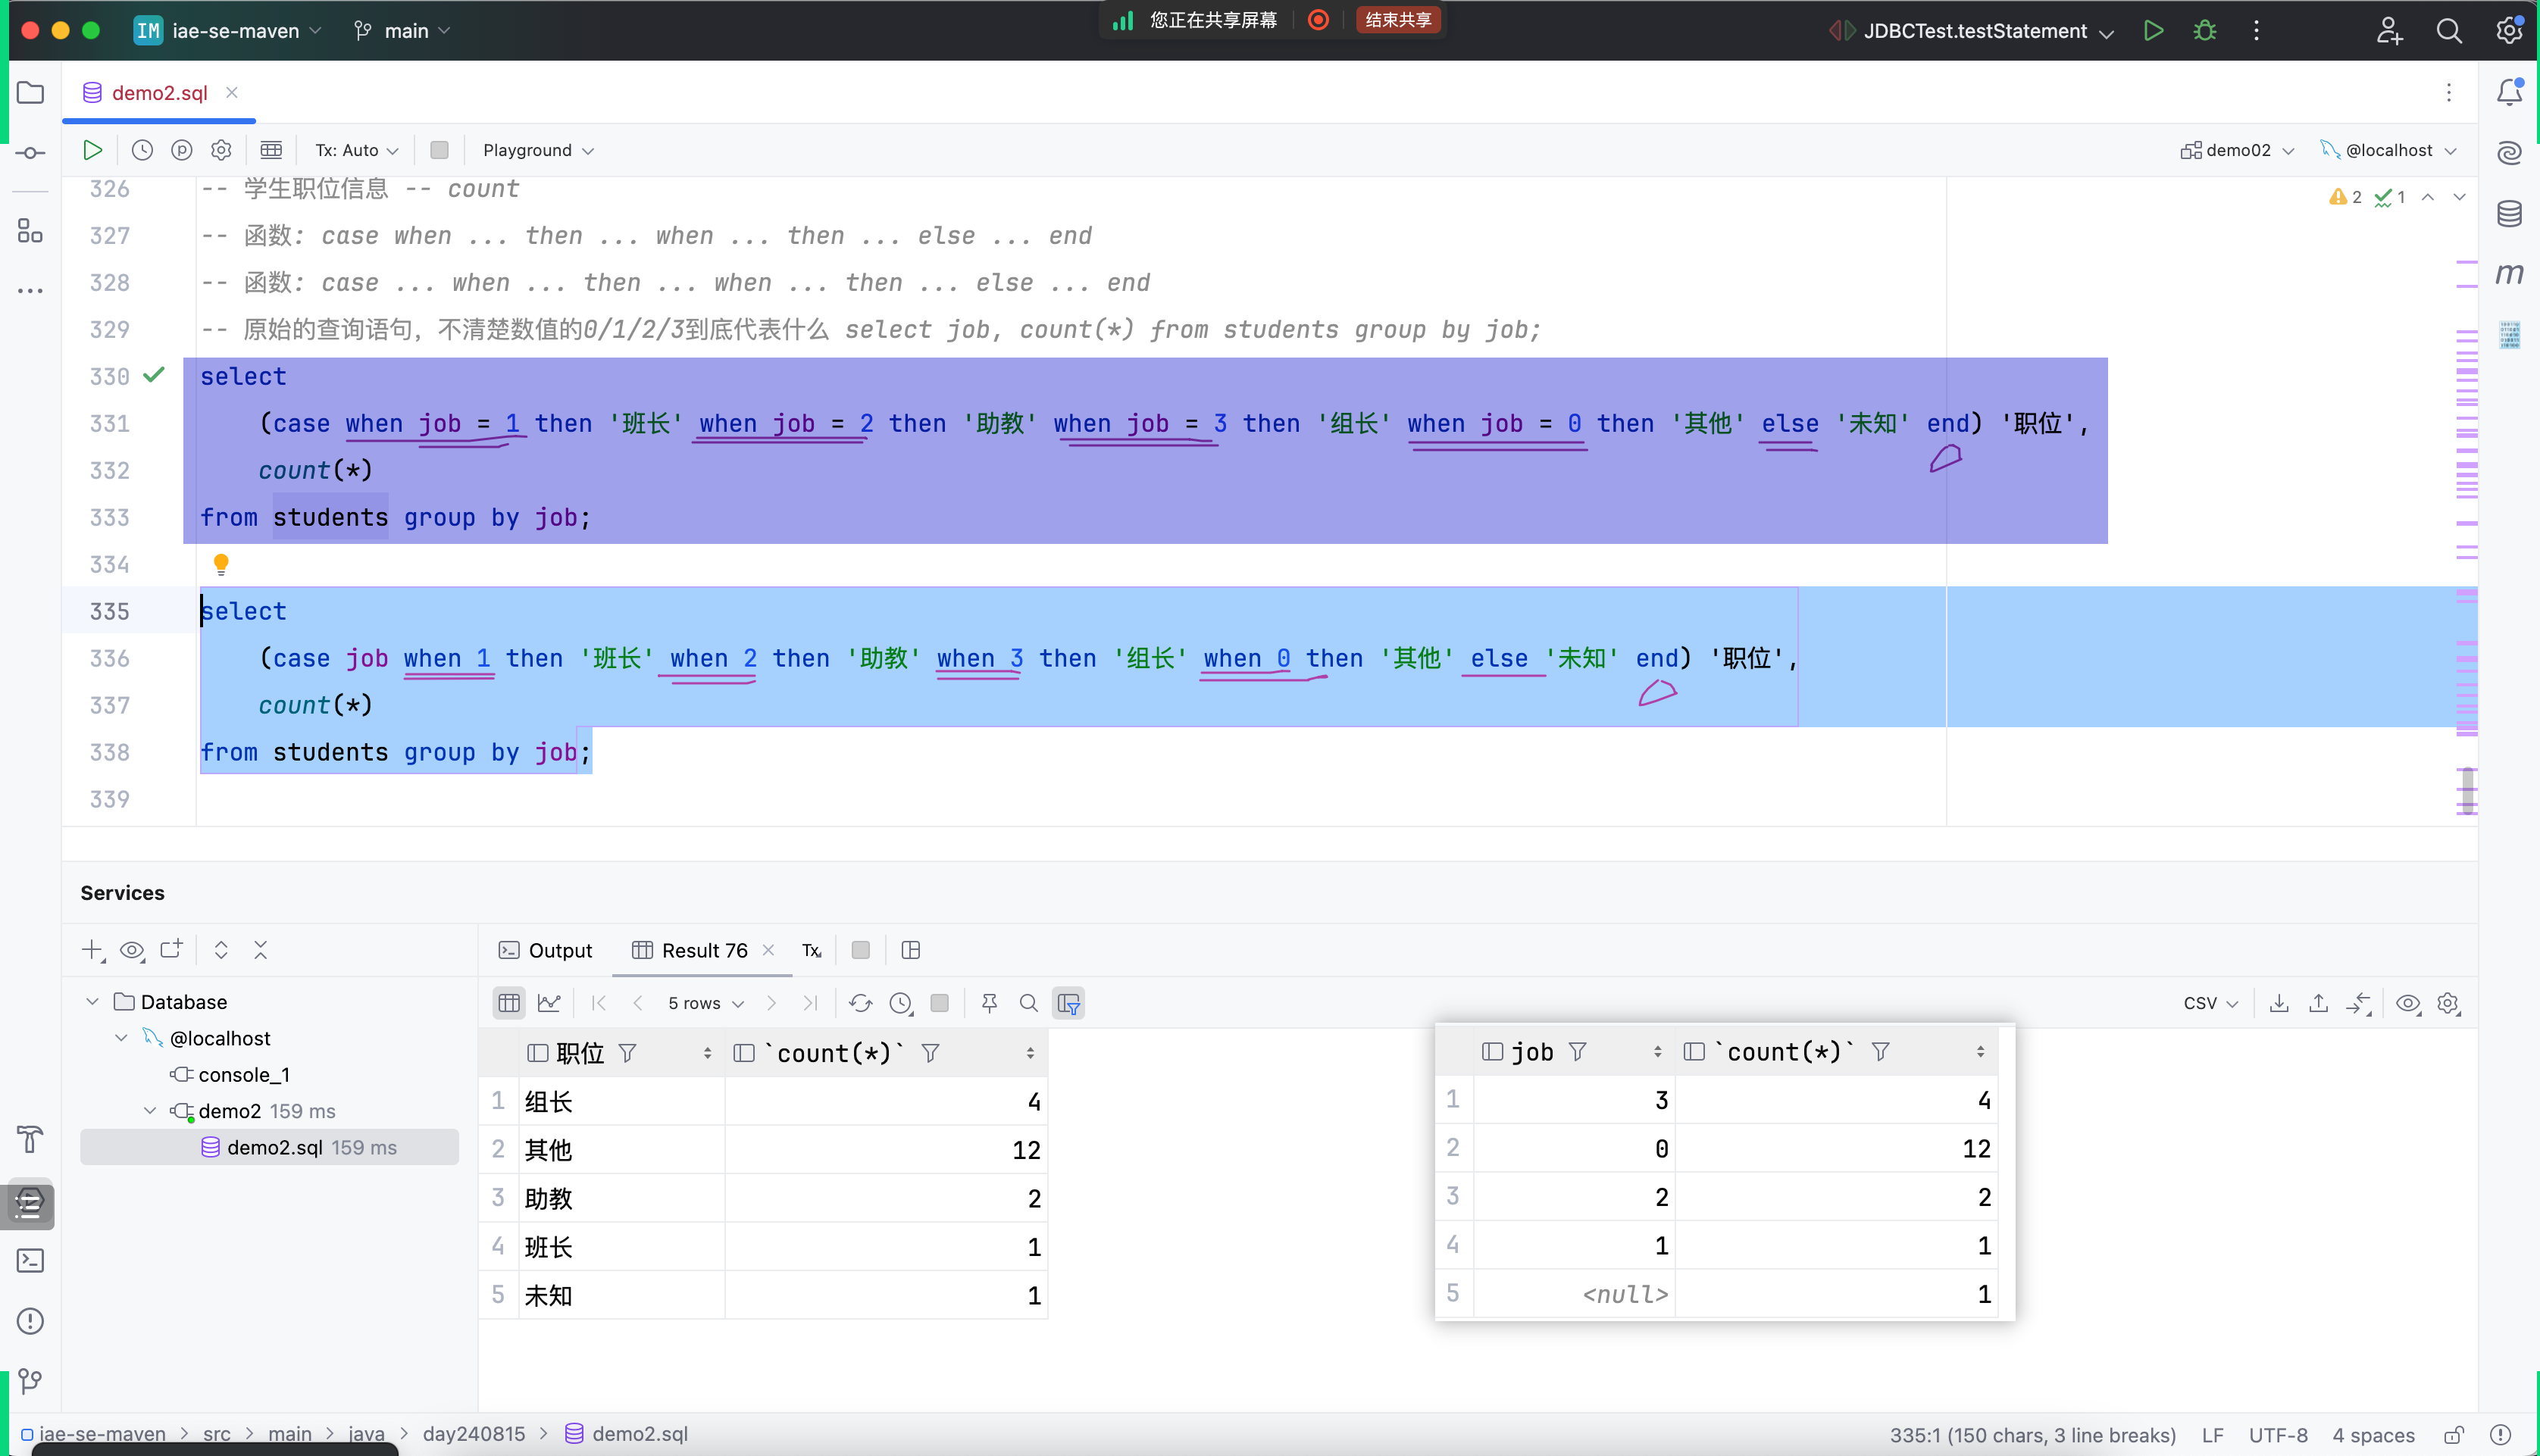 IM iae-se-maven main 您正在共享屏幕 结束共享 JDBCTest.testStatement
demo2.sql
Tx: Auto Playground demo02 @localhost
326 -- 学生职位信息 -- count 2 1
327 -- 函数: case when ... then ... when ... then ... else ... end
328 -- 函数: case ... when ... then ... when ... then ... else ... end
329 -- 原始的查询语句，不清楚数值的0/1/2/3到底代表什么 select job, count(*) from students group by job;
330 select
331 (case when job = 1 then '班长' when job = 2 then '助教' when job = 3 then '组长' when job = 0 then '其他' else '未知' end) '职位',
332 count(*)
333 from students group by job;
334
335 select
336 (case job when 1 then '班长' when 2 then '助教' when 3 then '组长' when 0 then '其他' else '未知' end) '职位',
337 count(*)
338 from students group by job;
339
Services
Output Result 76 Tx
Database
@localhost
console_1
demo2 159 ms
demo2.sql 159 ms
5 rows CSV
职位 `count(*)`
1 组长 4
2 其他 12
3 助教 2
4 班长 1
5 未知 1
job `count(*)`
1 3 4
2 0 12
3 2 2
4 1 1
5 <null> 1
iae-se-maven > src > main > java > day240815 > demo2.sql 335:1 (150 chars, 3 line breaks) LF UTF-8 4 spaces